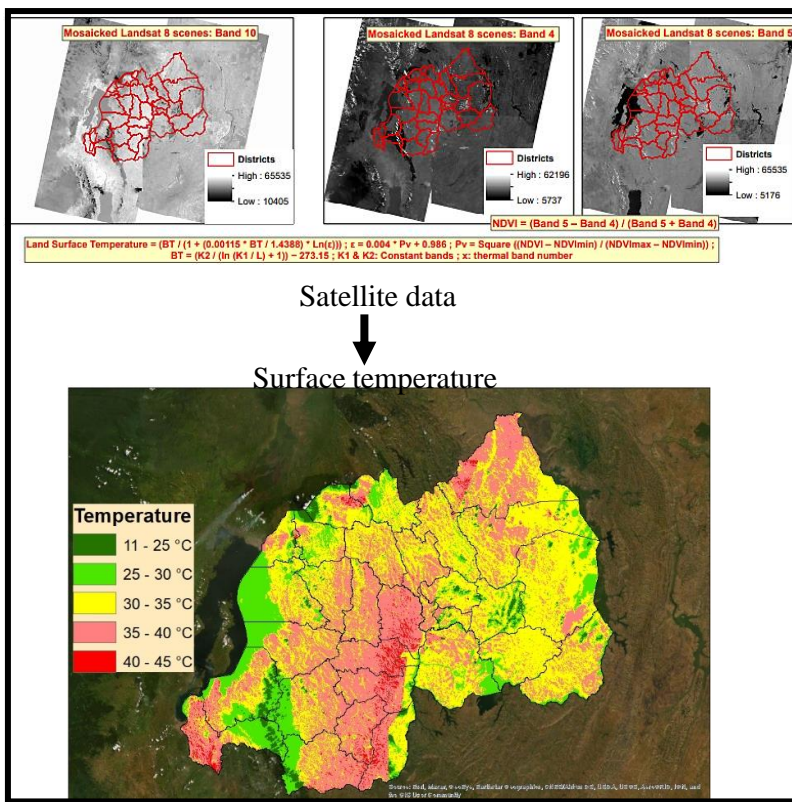 Mosaicked Landsat 8 scenes: Band 10
Mosaicked Landsat 8 scenes: Band 4
Mosaicked Landsat 8 scenes: Band 5
Districts
High : 65535
Low : 10405
Districts
High : 62196
Low : 5737
Districts
High : 65535
Low : 5176
NDVI = (Band 5 – Band 4) / (Band 5 + Band 4)
Land Surface Temperature = (BT / (1 + (0.00115 * BT / 1.4388) * Ln(ε))) ; ε = 0.004 * Pv + 0.986 ; Pv = Square ((NDVI – NDVImin) / (NDVImax – NDVImin)) ;
BT = (K2 / (ln (K1 / L) + 1)) − 273.15 ; K1 & K2: Constant bands ; x: thermal band number
Satellite data
Surface temperature
Temperature
11 - 25 °C
25 - 30 °C
30 - 35 °C
35 - 40 °C
40 - 45 °C